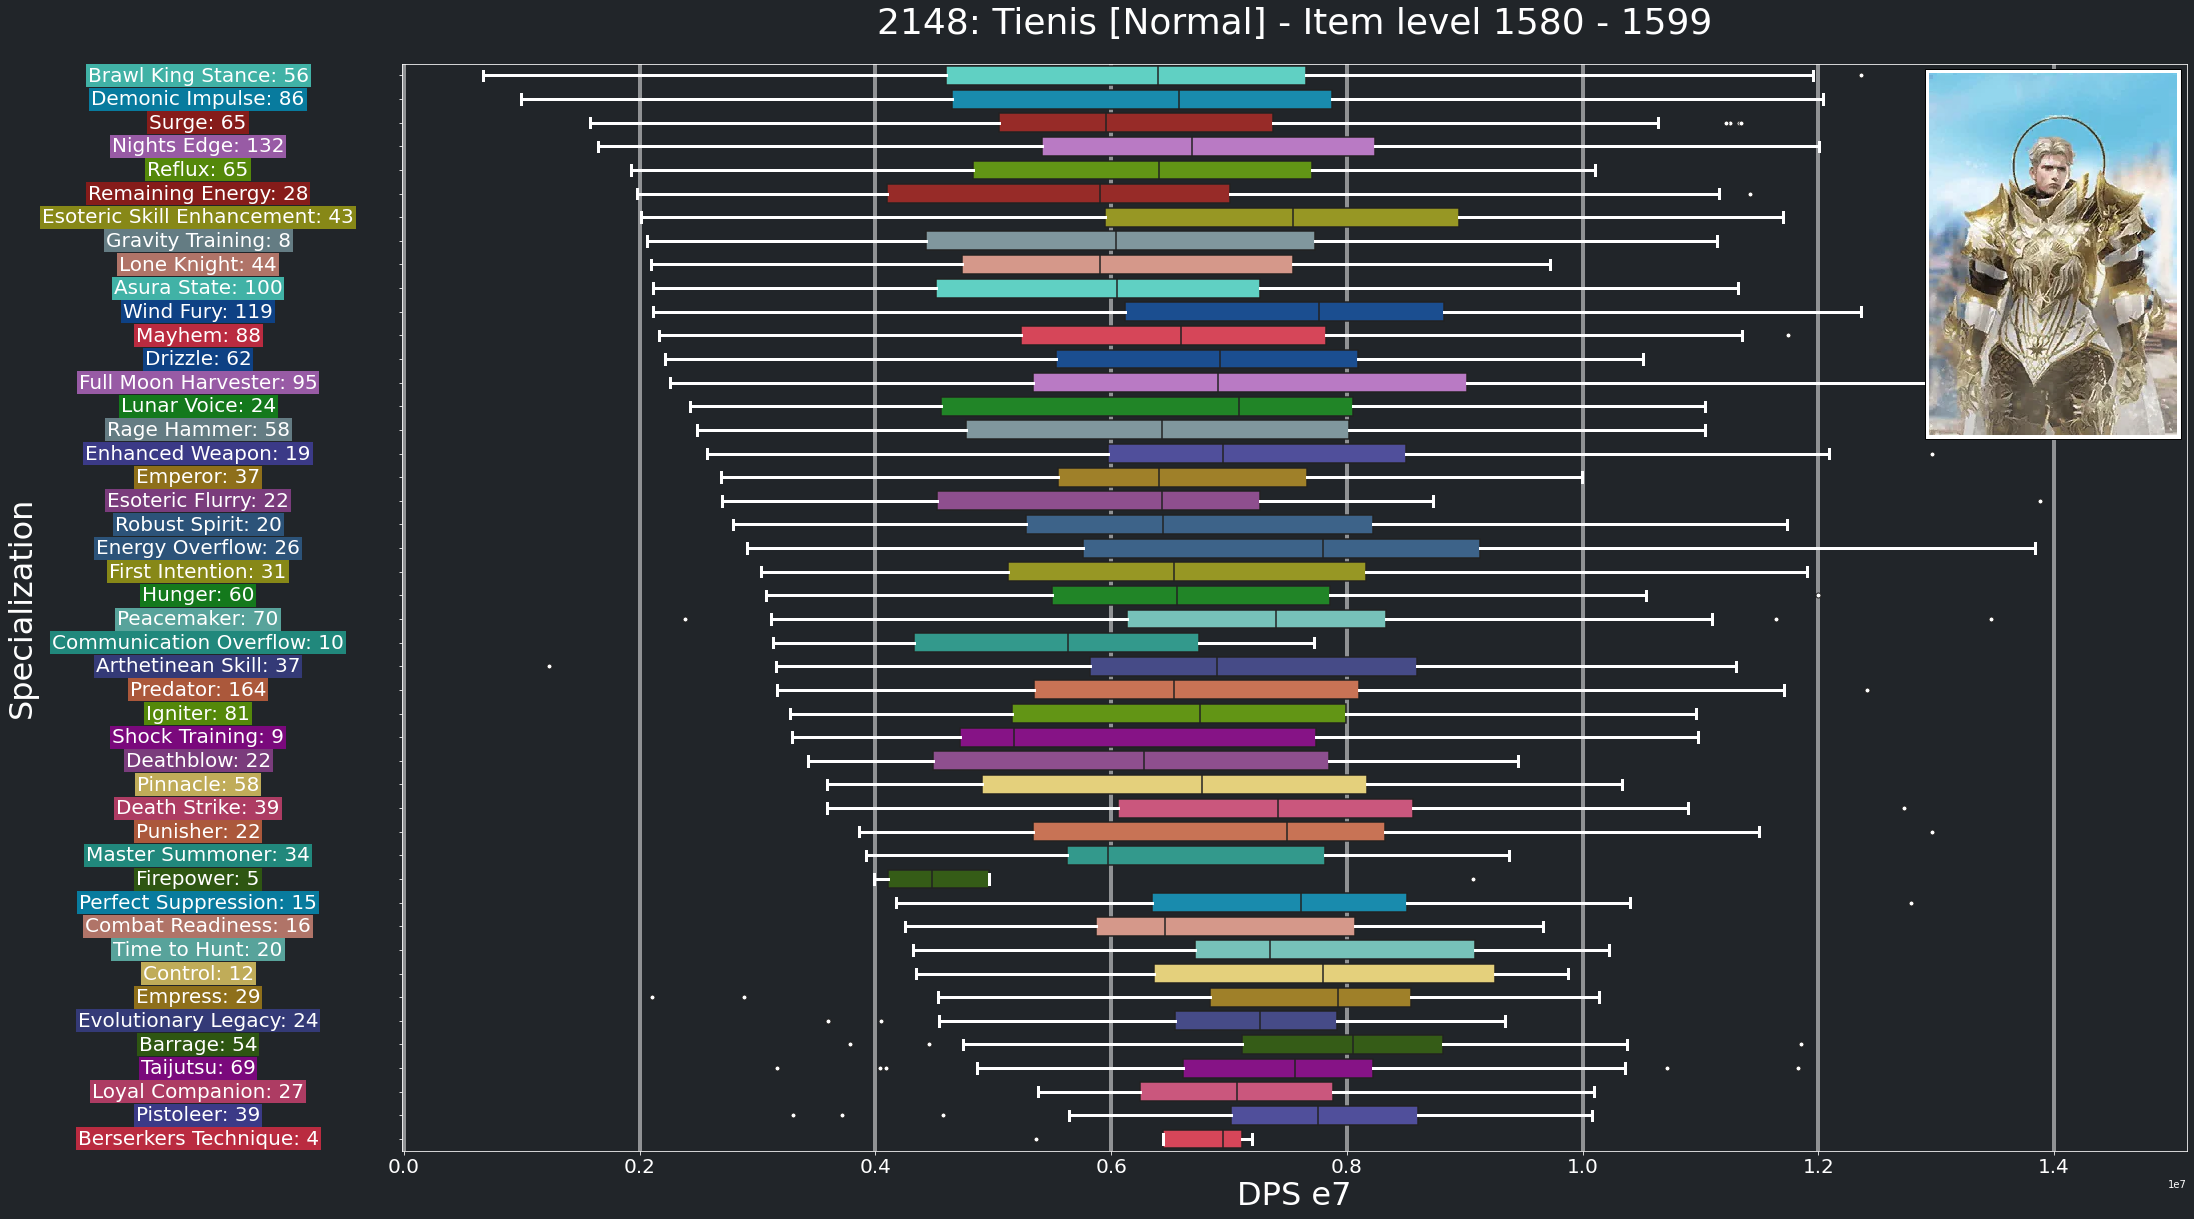 2148: Tienis [Normal] - Item level 1580 - 1599
Specialization
Brawl King Stance: 56
Demonic Impulse: 86
Surge: 65
Nights Edge: 132
Reflux: 65
Remaining Energy: 28
Esoteric Skill Enhancement: 43
Gravity Training: 8
Lone Knight: 44
Asura State: 100
Wind Fury: 119
Mayhem: 88
Drizzle: 62
Full Moon Harvester: 95
Lunar Voice: 24
Rage Hammer: 58
Enhanced Weapon: 19
Emperor: 37
Esoteric Flurry: 22
Robust Spirit: 20
Energy Overflow: 26
First Intention: 31
Hunger: 60
Peacemaker: 70
Communication Overflow: 10
Arthetinean Skill: 37
Predator: 164
Igniter: 81
Shock Training: 9
Deathblow: 22
Pinnacle: 58
Death Strike: 39
Punisher: 22
Master Summoner: 34
Firepower: 5
Perfect Suppression: 15
Combat Readiness: 16
Time to Hunt: 20
Control: 12
Empress: 29
Evolutionary Legacy: 24
Barrage: 54
Taijutsu: 69
Loyal Companion: 27
Pistoleer: 39
Berserkers Technique: 4
0.0 0.2 0.4 0.6 0.8 1.0 1.2 1.4
1e7
DPS e7